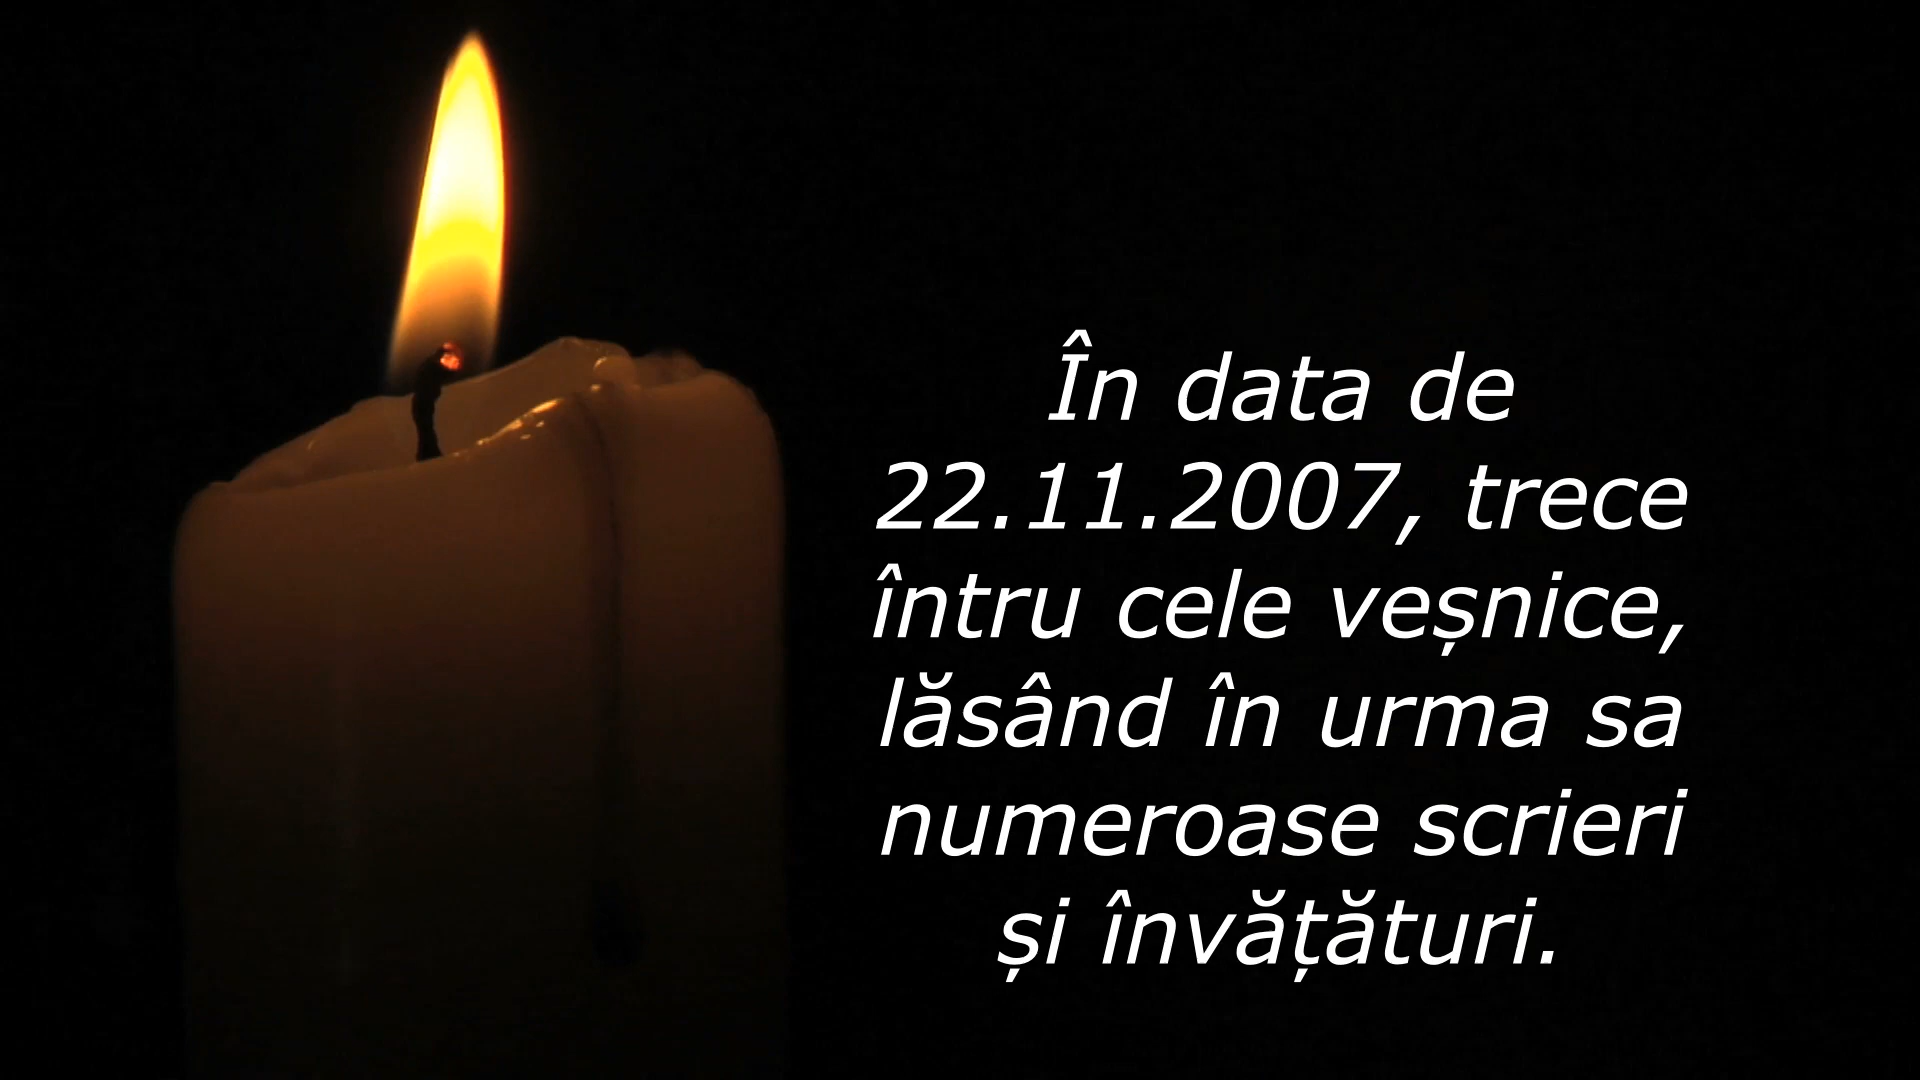 În data de
22.11.2007, trece
întru cele veșnice,
lăsând în urma sa
numeroase scrieri
și învățături.